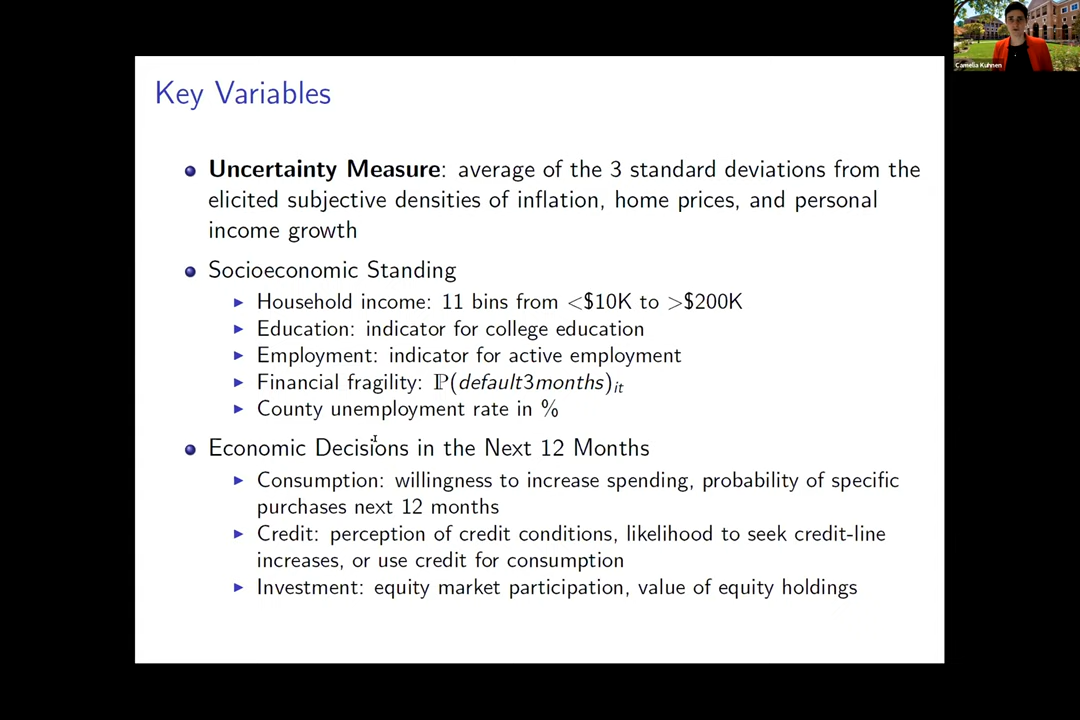 Camelia Kuhnen
Key Variables
Uncertainty Measure: average of the 3 standard deviations from the
elicited subjective densities of inflation, home prices, and personal
income growth
Socioeconomic Standing
Household income: 11 bins from <$10K to >$200K
Education: indicator for college education
Employment: indicator for active employment
Financial fragility: ℙ(default3months)it
County unemployment rate in %
Economic Decisions in the Next 12 Months
Consumption: willingness to increase spending, probability of specific
purchases next 12 months
Credit: perception of credit conditions, likelihood to seek credit-line
increases, or use credit for consumption
Investment: equity market participation, value of equity holdings